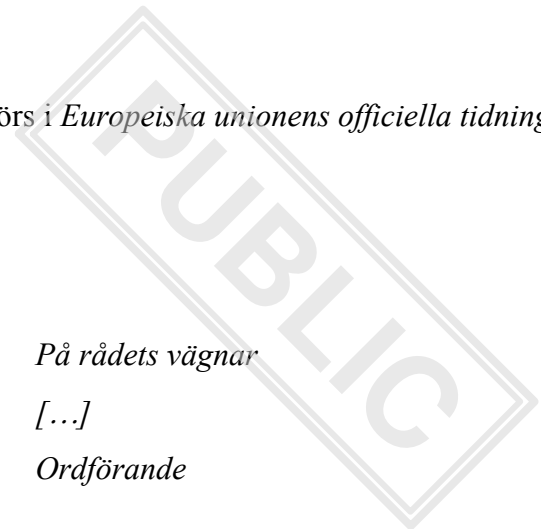 örs i Europeiska unionens officiella tidning
PUBLIC
På rådets vägnar
[…]
Ordförande